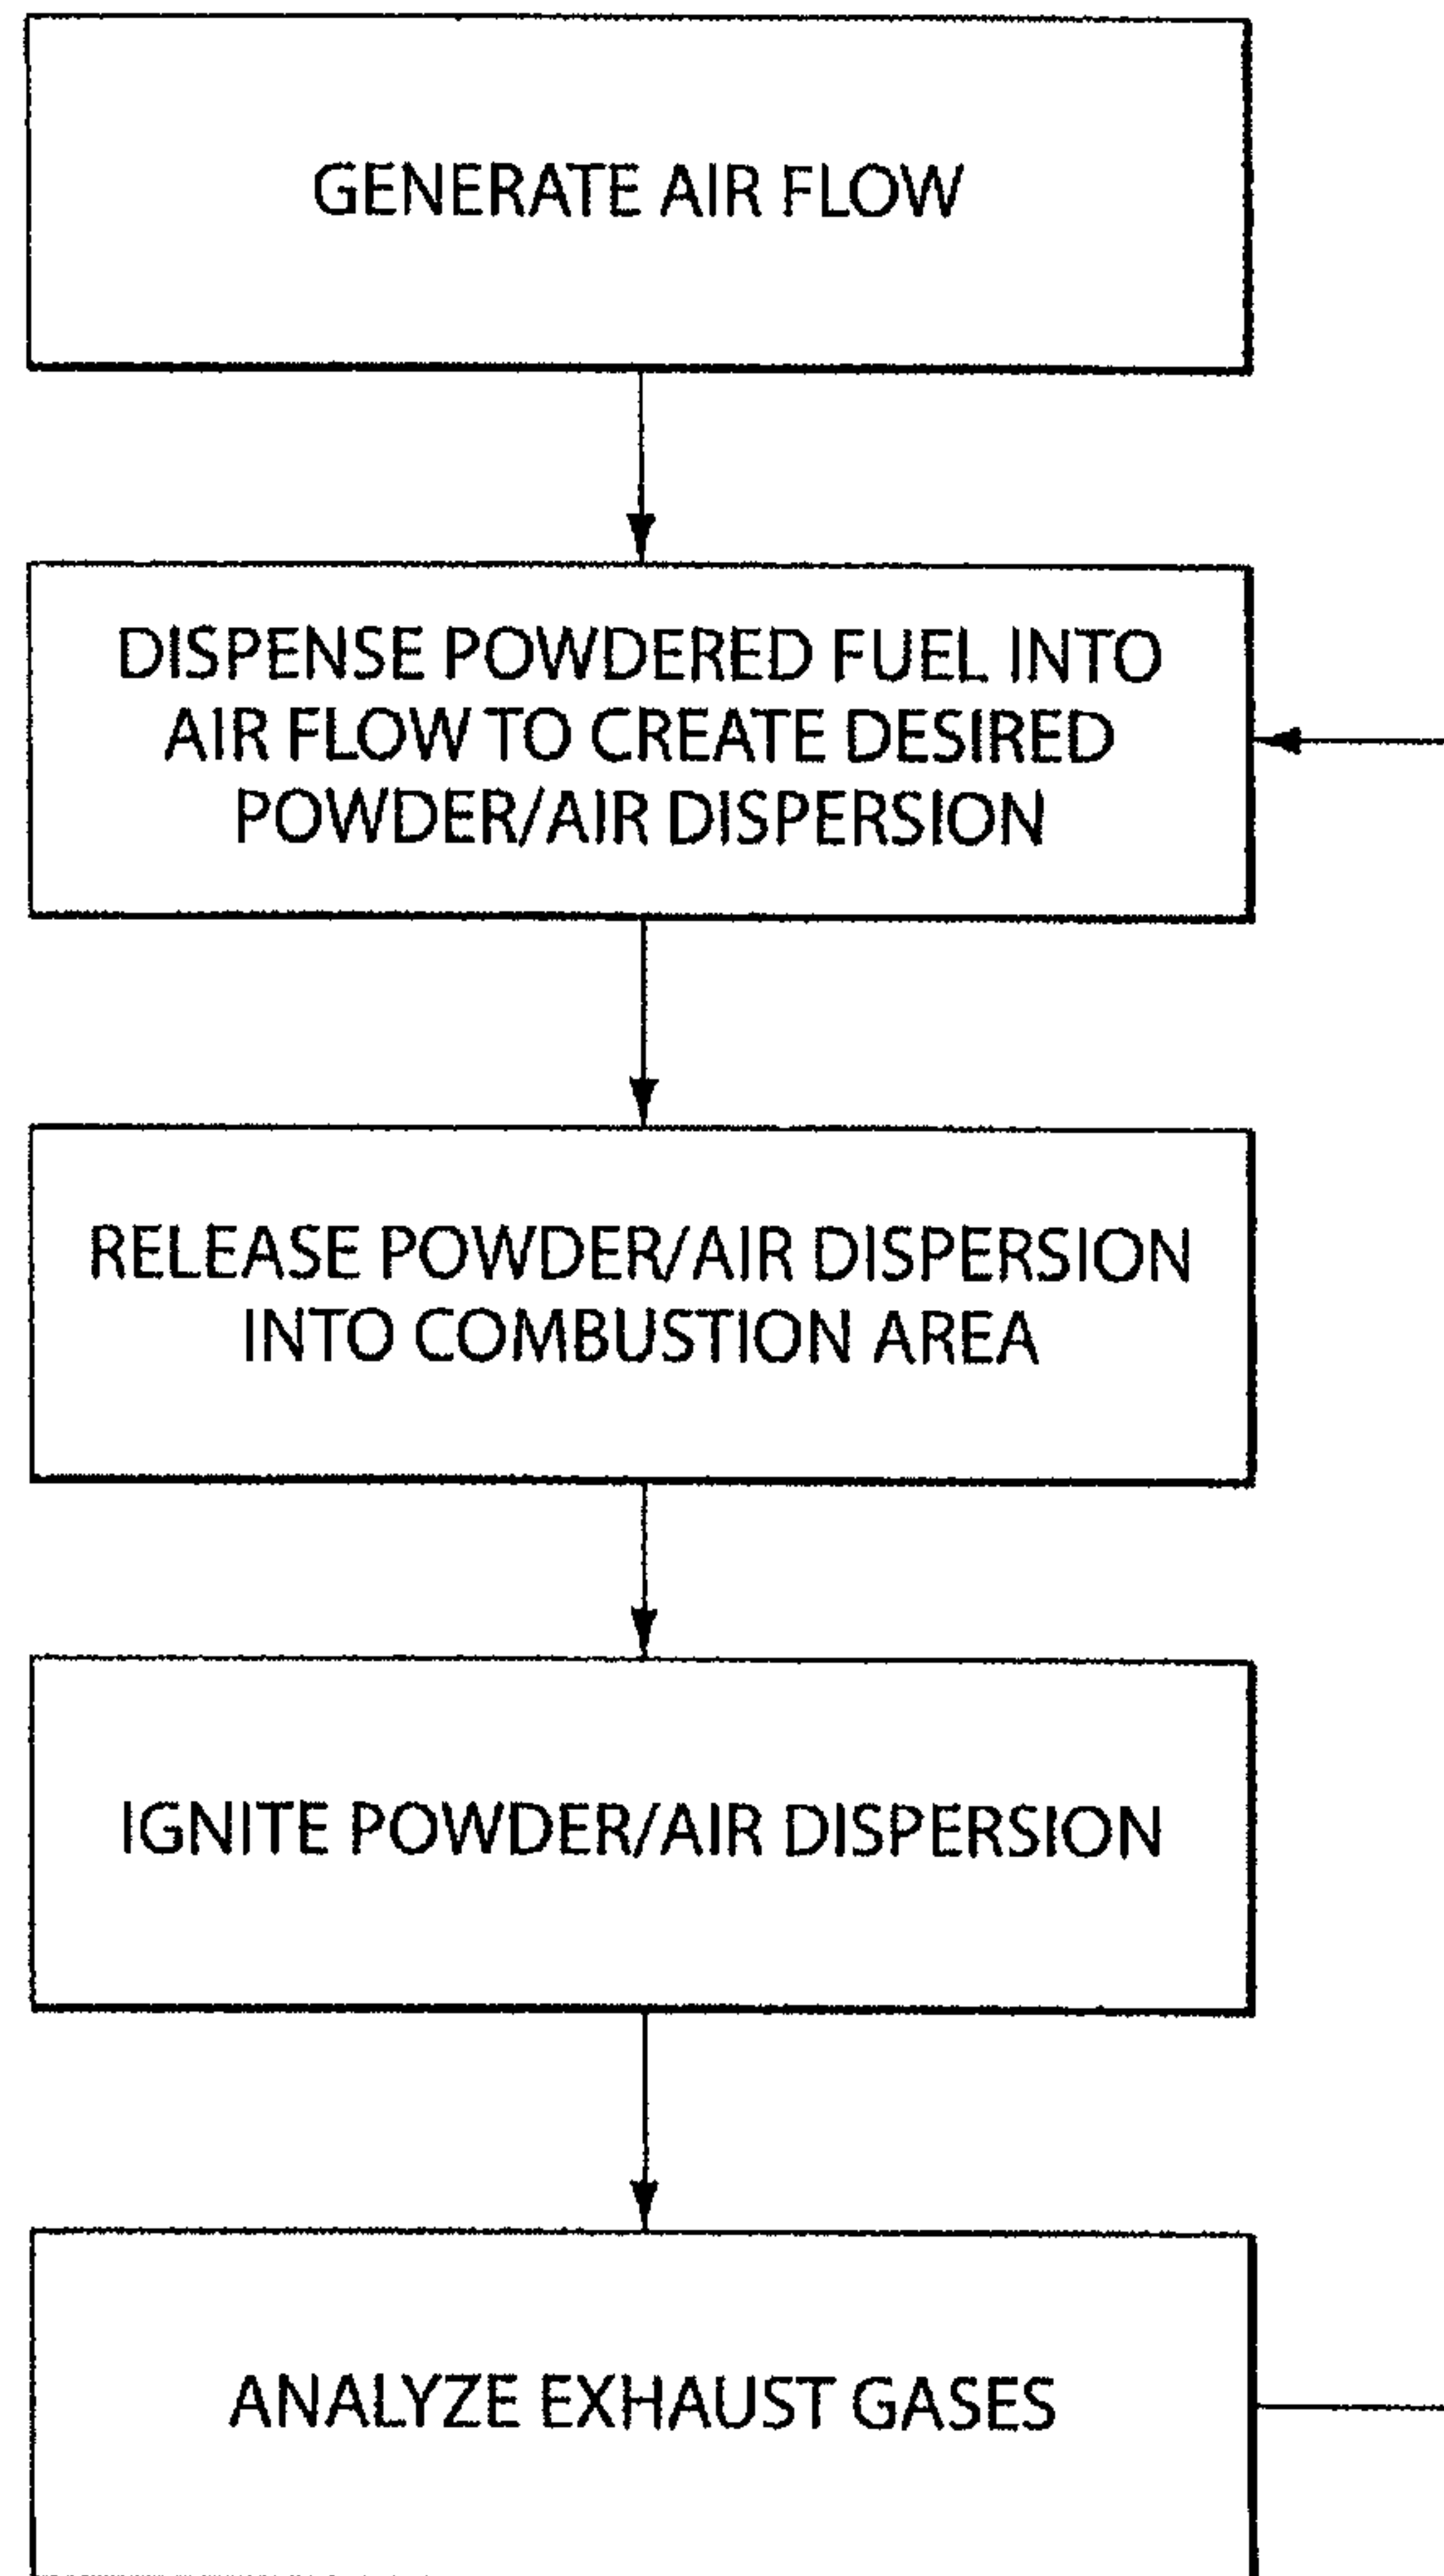 GENERATE AIR FLOW
DISPENSE POWDERED FUEL INTO
AIR FLOW TO CREATE DESIRED
POWDER/AIR DISPERSION
RELEASE POWDER/AIR DISPERSION
INTO COMBUSTION AREA
IGNITE POWDER/AIR DISPERSION
ANALYZE EXHAUST GASES